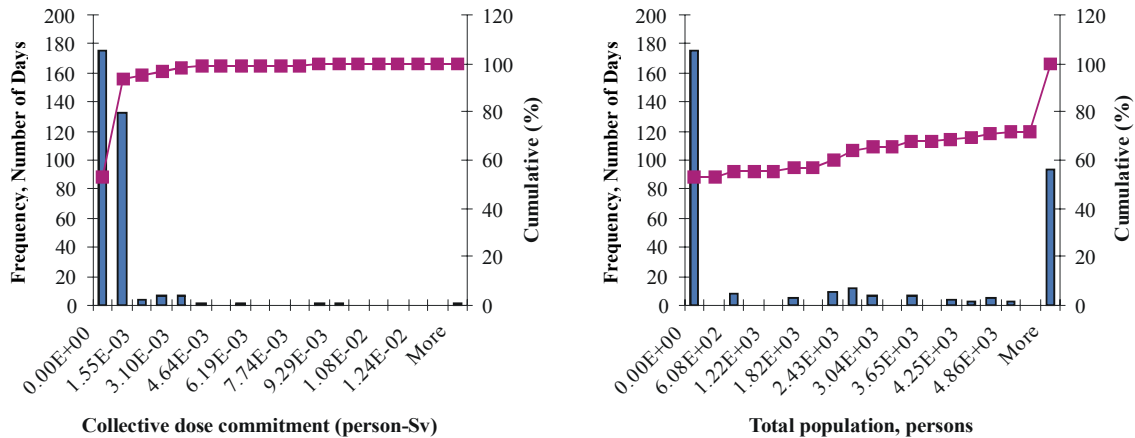 200
180
160
140
120
100
80
60
40
20
0
Frequency, Number of Days
120
100
80
60
40
20
0
Cumulative (%)
0.00E+00
1.55E-03
3.10E-03
4.64E-03
6.19E-03
7.74E-03
9.29E-03
1.08E-02
1.24E-02
More
Collective dose commitment (person-Sv)
200
180
160
140
120
100
80
60
40
20
0
Frequency, Number of Days
120
100
80
60
40
20
0
Cumulative (%)
0.00E+00
6.08E+02
1.22E+03
1.82E+03
2.43E+03
3.04E+03
3.65E+03
4.25E+03
4.86E+03
More
Total population, persons